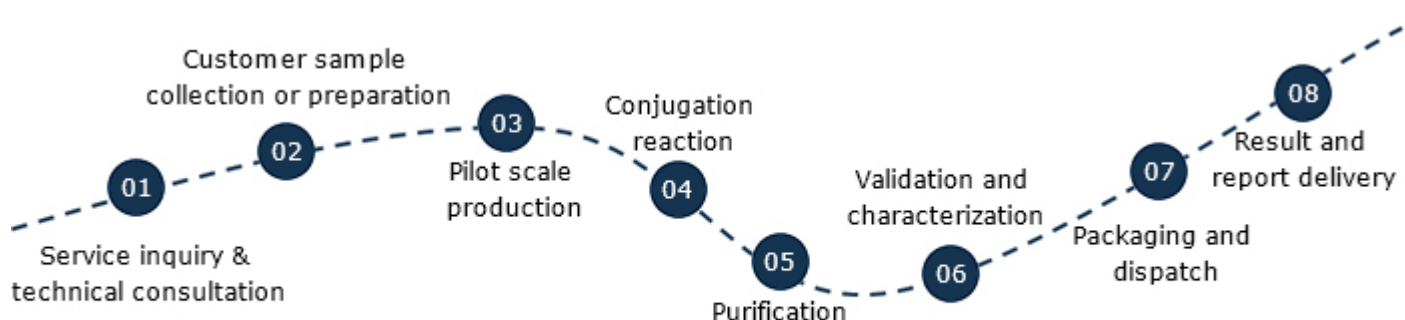 01
Service inquiry &
technical consultation
02
Customer sample
collection or preparation
03
Pilot scale
production
04
Conjugation
reaction
05
Purification
06
Validation and
characterization
07
Packaging and
dispatch
08
Result and
report delivery